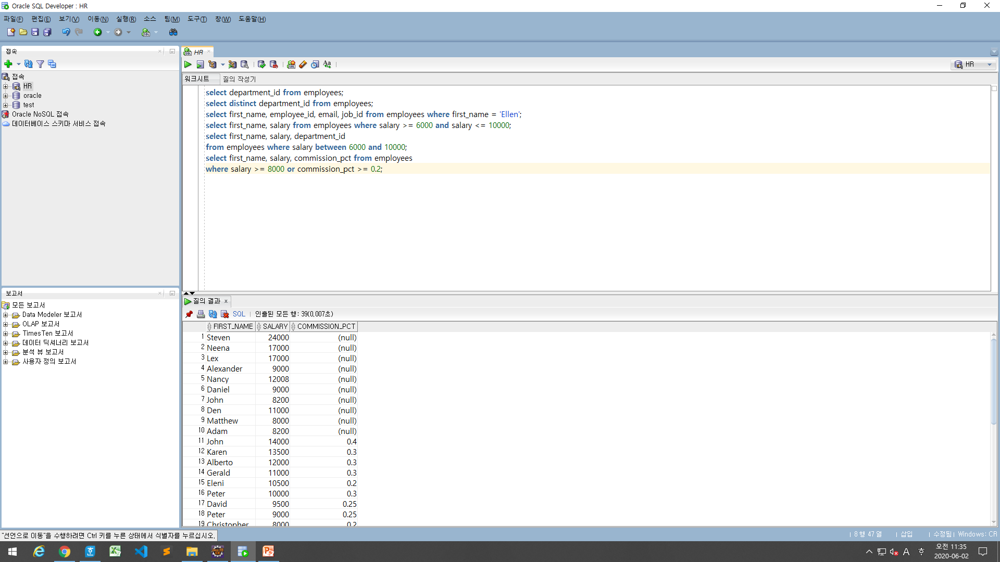 Oracle SQL Developer : HR
파일(F) 편집(E) 보기(V) 이동(N) 실행(R) 소스 팀(M) 도구(T) 창(W) 도움말(H)
접속
접속
HR
oracle
test
Oracle NoSQL 접속
데이터베이스 스키마 서비스 접속
보고서
모든 보고서
Data Modeler 보고서
OLAP 보고서
TimesTen 보고서
데이터 딕셔너리 보고서
분석 뷰 보고서
사용자 정의 보고서
HR
HR
워크시트 질의 작성기
select department_id from employees;
select distinct department_id from employees;
select first_name, employee_id, email, job_id from employees where first_name = 'Ellen';
select first_name, salary from employees where salary >= 6000 and salary <= 10000;
select first_name, salary, department_id
from employees where salary between 6000 and 10000;
select first_name, salary, commission_pct from employees
where salary >= 8000 or commission_pct >= 0.2;
질의 결과
SQL 인출된 모든 행: 39(0,007초)
FIRST_NAME SALARY COMMISSION_PCT
1 Steven 24000 (null)
2 Neena 17000 (null)
3 Lex 17000 (null)
4 Alexander 9000 (null)
5 Nancy 12008 (null)
6 Daniel 9000 (null)
7 John 8200 (null)
8 Den 11000 (null)
9 Matthew 8000 (null)
10 Adam 8200 (null)
11 John 14000 0.4
12 Karen 13500 0.3
13 Alberto 12000 0.3
14 Gerald 11000 0.3
15 Eleni 10500 0.2
16 Peter 10000 0.3
17 David 9500 0.25
18 Peter 9000 0.25
19 Christopher 8000 0.2
"선언으로 이동"을 수행하려면 Ctrl 키를 누른 상태에서 식별자를 누르십시오.
8 행 47 열 삽입 수정됨 Windows: CR
A 수 오전 11:35
2020-06-02